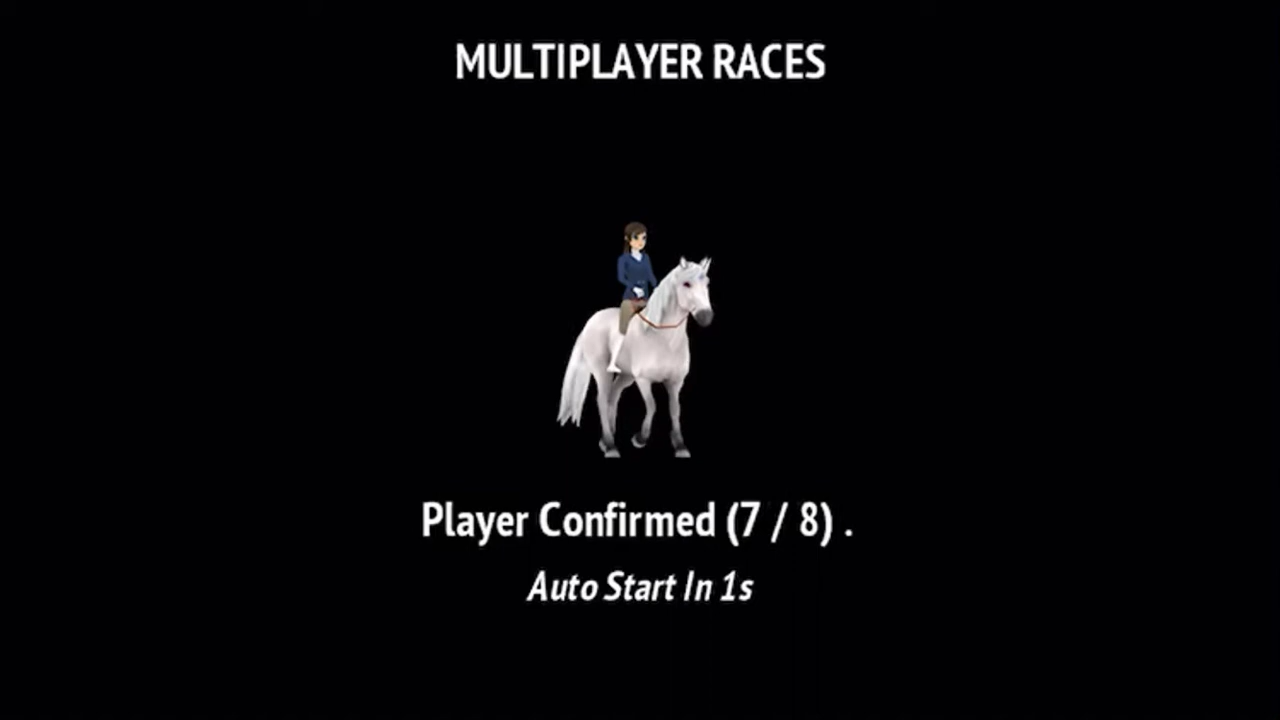 MULTIPLAYER RACES
Player Confirmed (7 / 8) .
Auto Start In 1s